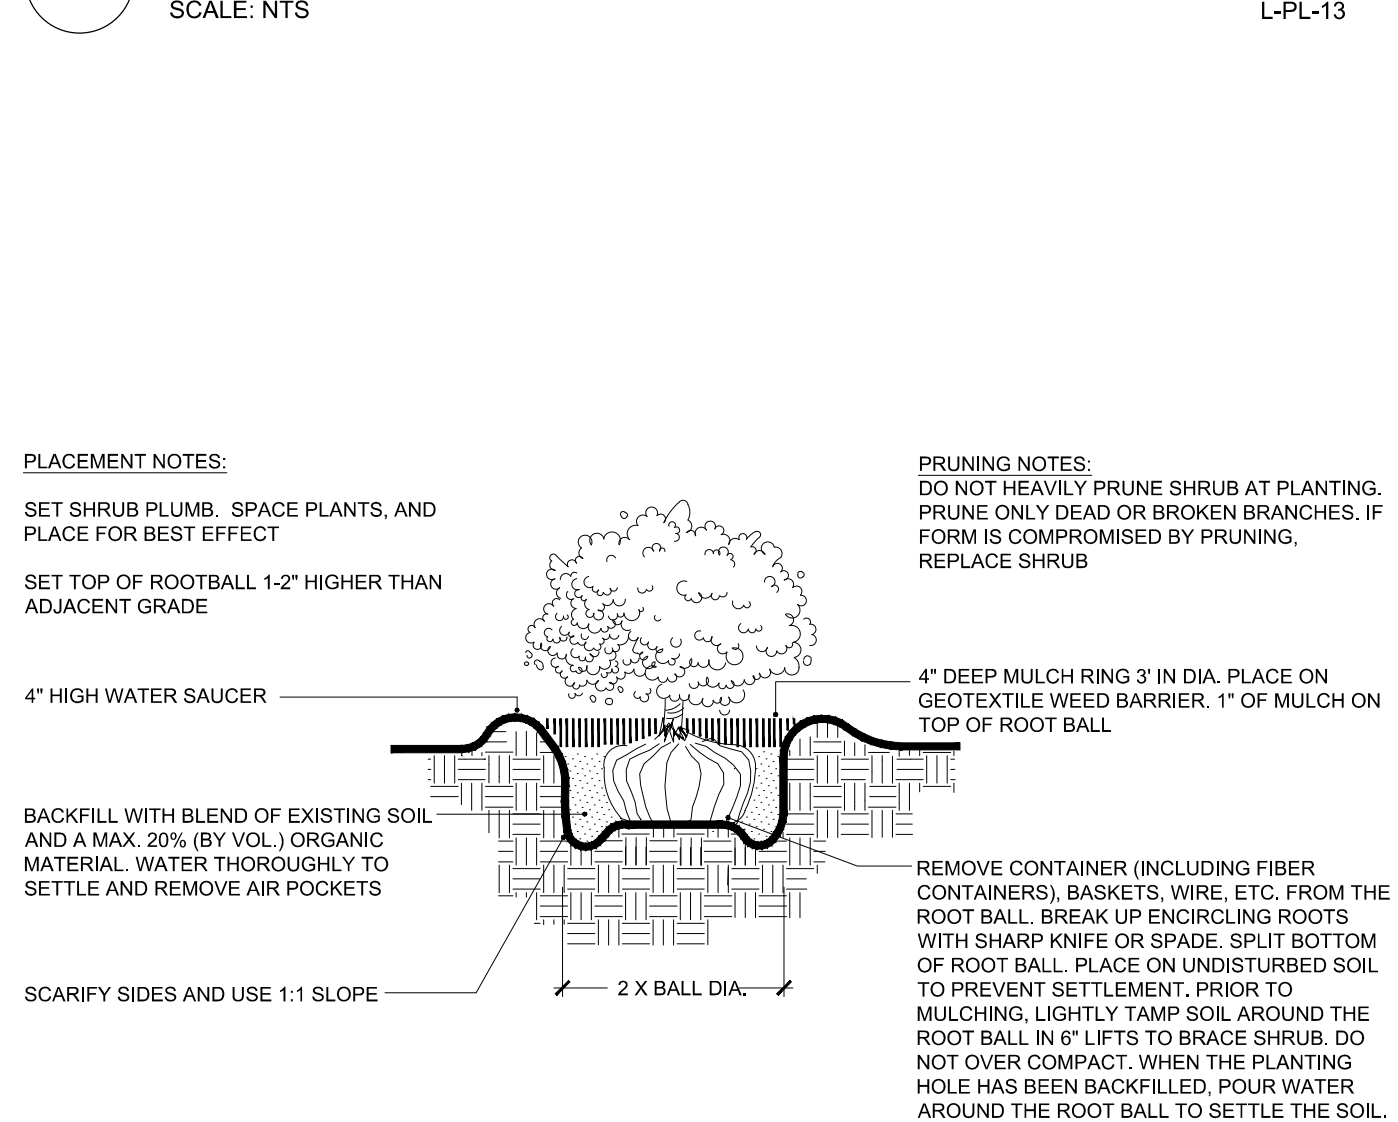 SCALE: NTS
L-PL-13
PLACEMENT NOTES:
SET SHRUB PLUMB. SPACE PLANTS, AND
PLACE FOR BEST EFFECT
SET TOP OF ROOTBALL 1-2" HIGHER THAN
ADJACENT GRADE
4" HIGH WATER SAUCER
BACKFILL WITH BLEND OF EXISTING SOIL
AND A MAX. 20% (BY VOL.) ORGANIC
MATERIAL. WATER THOROUGHLY TO
SETTLE AND REMOVE AIR POCKETS
SCARIFY SIDES AND USE 1:1 SLOPE
2 X BALL DIA.
PRUNING NOTES:
DO NOT HEAVILY PRUNE SHRUB AT PLANTING.
PRUNE ONLY DEAD OR BROKEN BRANCHES. IF
FORM IS COMPROMISED BY PRUNING,
REPLACE SHRUB
4" DEEP MULCH RING 3' IN DIA. PLACE ON
GEOTEXTILE WEED BARRIER. 1" OF MULCH ON
TOP OF ROOT BALL
REMOVE CONTAINER (INCLUDING FIBER
CONTAINERS), BASKETS, WIRE, ETC. FROM THE
ROOT BALL. BREAK UP ENCIRCLING ROOTS
WITH SHARP KNIFE OR SPADE. SPLIT BOTTOM
OF ROOT BALL. PLACE ON UNDISTURBED SOIL
TO PREVENT SETTLEMENT. PRIOR TO
MULCHING, LIGHTLY TAMP SOIL AROUND THE
ROOT BALL IN 6" LIFTS TO BRACE SHRUB. DO
NOT OVER COMPACT. WHEN THE PLANTING
HOLE HAS BEEN BACKFILLED, POUR WATER
AROUND THE ROOT BALL TO SETTLE THE SOIL.